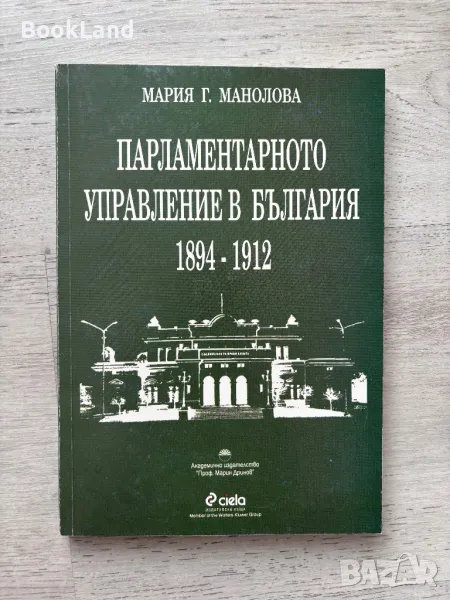 BookLand
МАРИЯ Г. МАНОЛОВА
ПАРЛАМЕНТАРНОТО
УПРАВЛЕНИЕ В БЪЛГАРИЯ
1894 - 1912
Академично издателство
"Проф. Марин Дринов"
ciela
Member of the Wolters Kluwer Group
BAZAR